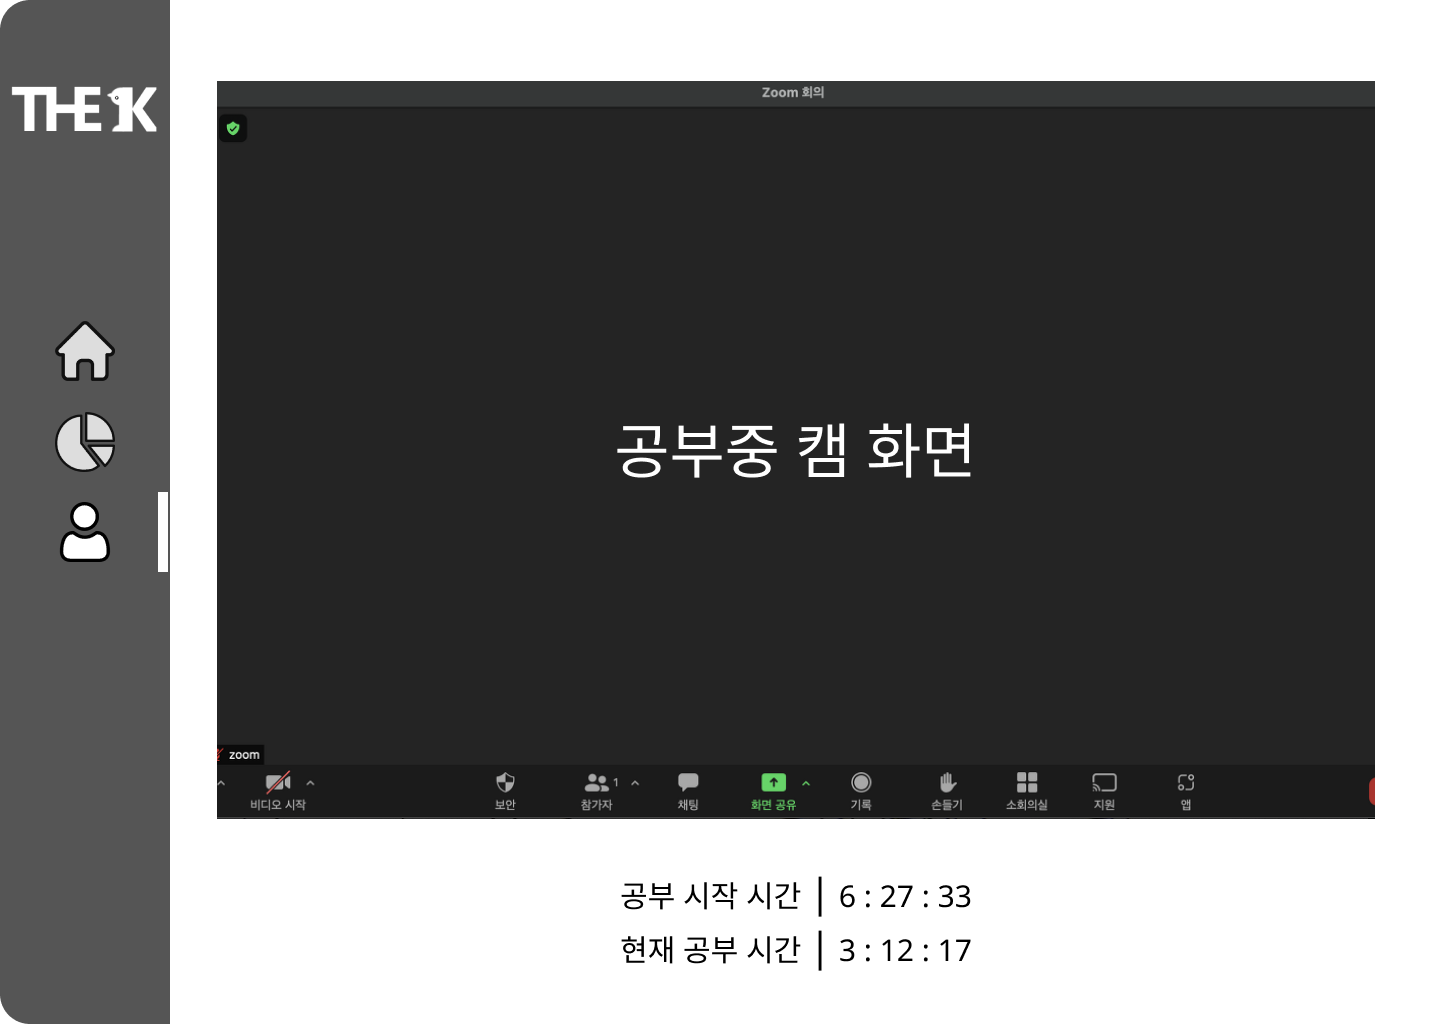 THE 1K
Zoom 회의
공부중 캠 화면
zoom
비디오 시작
보안
참가자 1
채팅
화면 공유
기록
손들기
소회의실
지원
앱
공부 시작 시간 | 6 : 27 : 33
현재 공부 시간 | 3 : 12 : 17